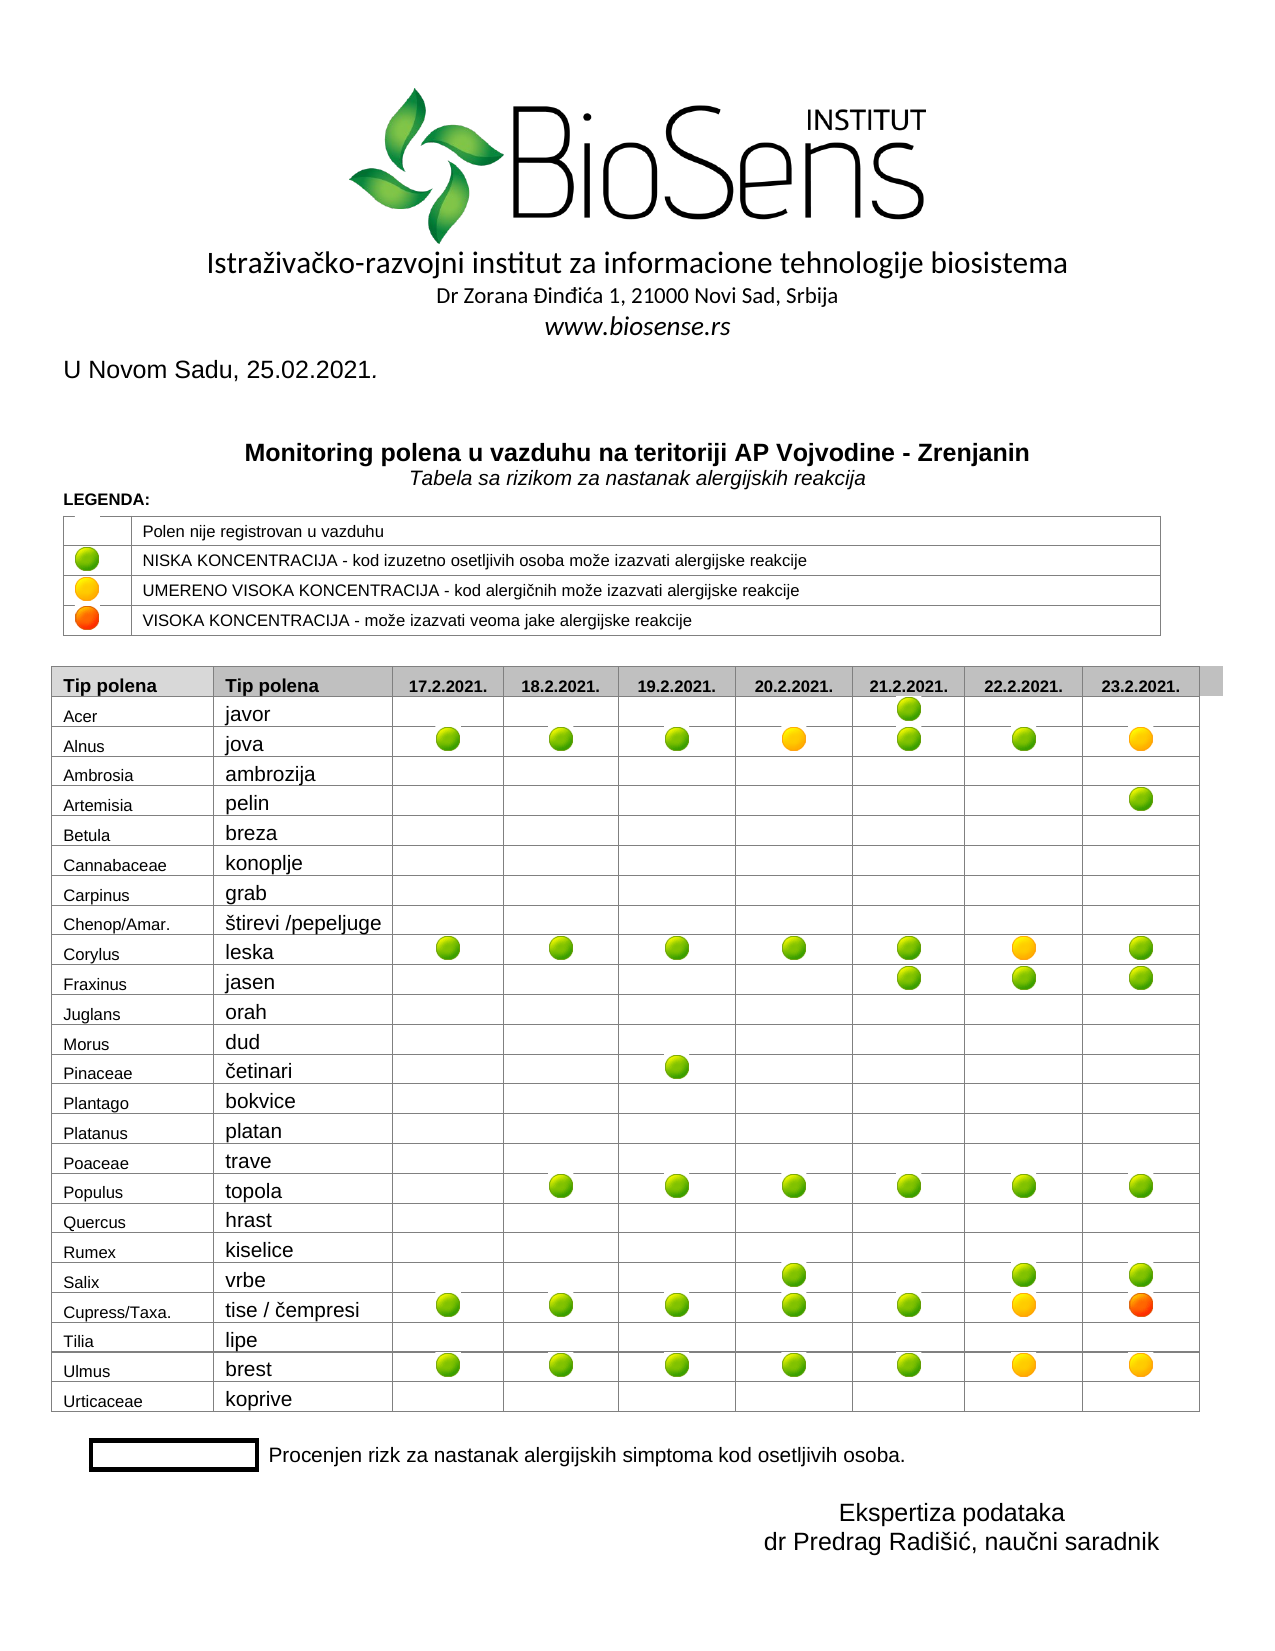 BioSens INSTITUT
Istraživačko-razvojni institut za informacione tehnologije biosistema
Dr Zorana Đinđića 1, 21000 Novi Sad, Srbija
www.biosense.rs
U Novom Sadu, 25.02.2021.
Monitoring polena u vazduhu na teritoriji AP Vojvodine - Zrenjanin
Tabela sa rizikom za nastanak alergijskih reakcija
LEGENDA:
Polen nije registrovan u vazduhu
NISKA KONCENTRACIJA - kod izuzetno osetljivih osoba može izazvati alergijske reakcije
UMERENO VISOKA KONCENTRACIJA - kod alergičnih može izazvati alergijske reakcije
VISOKA KONCENTRACIJA - može izazvati veoma jake alergijske reakcije
Tip polena Tip polena 17.2.2021. 18.2.2021. 19.2.2021. 20.2.2021. 21.2.2021. 22.2.2021. 23.2.2021.
Acer javor
Alnus jova
Ambrosia ambrozija
Artemisia pelin
Betula breza
Cannabaceae konoplje
Carpinus grab
Chenop/Amar. štirevi /pepeljuge
Corylus leska
Fraxinus jasen
Juglans orah
Morus dud
Pinaceae četinari
Plantago bokvice
Platanus platan
Poaceae trave
Populus topola
Quercus hrast
Rumex kiselice
Salix vrbe
Cupress/Taxa. tise / čempresi
Tilia lipe
Ulmus brest
Urticaceae koprive
Procenjen rizk za nastanak alergijskih simptoma kod osetljivih osoba.
Ekspertiza podataka
dr Predrag Radišić, naučni saradnik